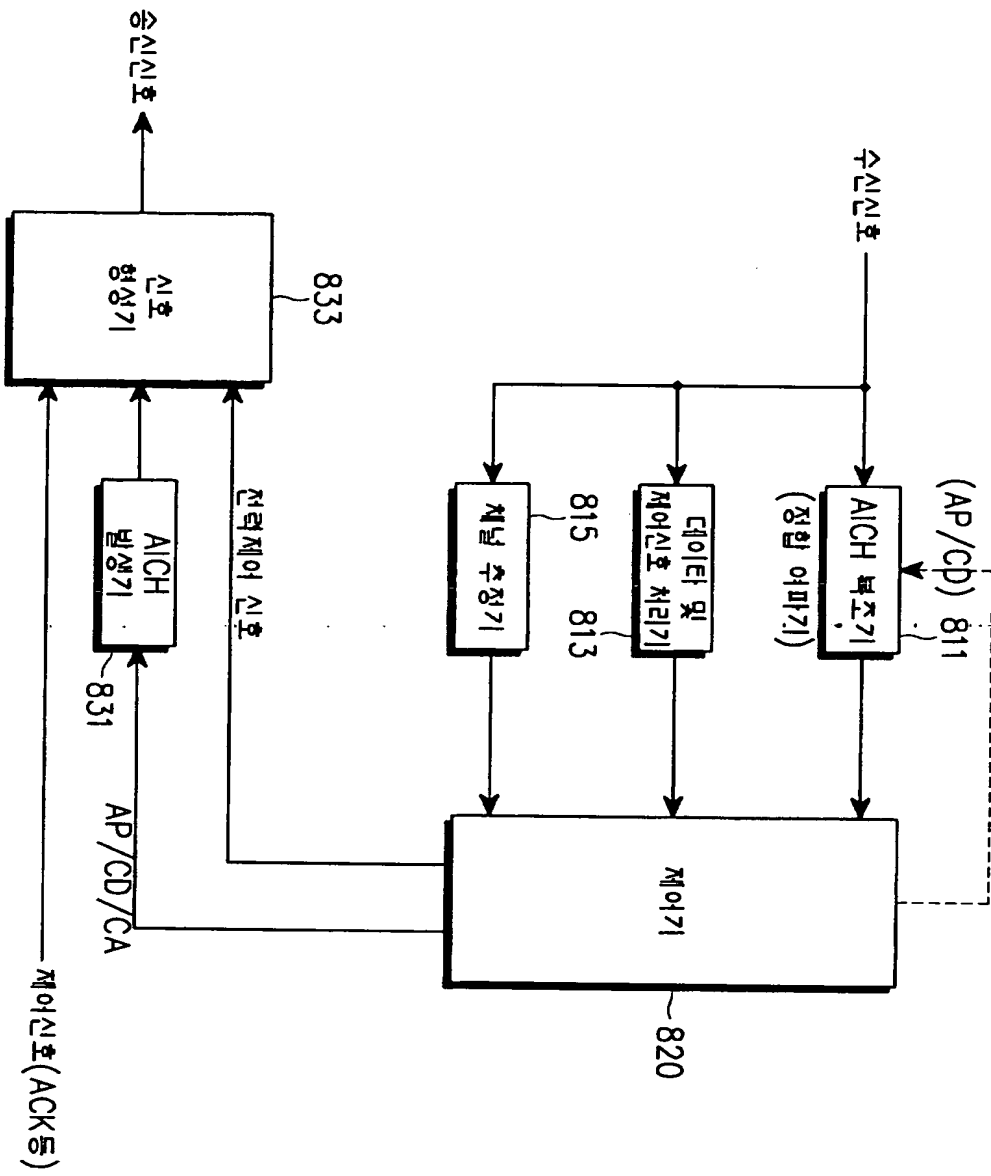 (AP/CD)
수신신호
AICH 복조기
(정합 여파기)
811
데이타 및
제어신호 처리기
813
채널 추정기
815
제어기
820
송신신호
신호
형성기
833
전력제어 신호
AICH
발생기
831
AP/CD/CA
제어신호(ACK등)